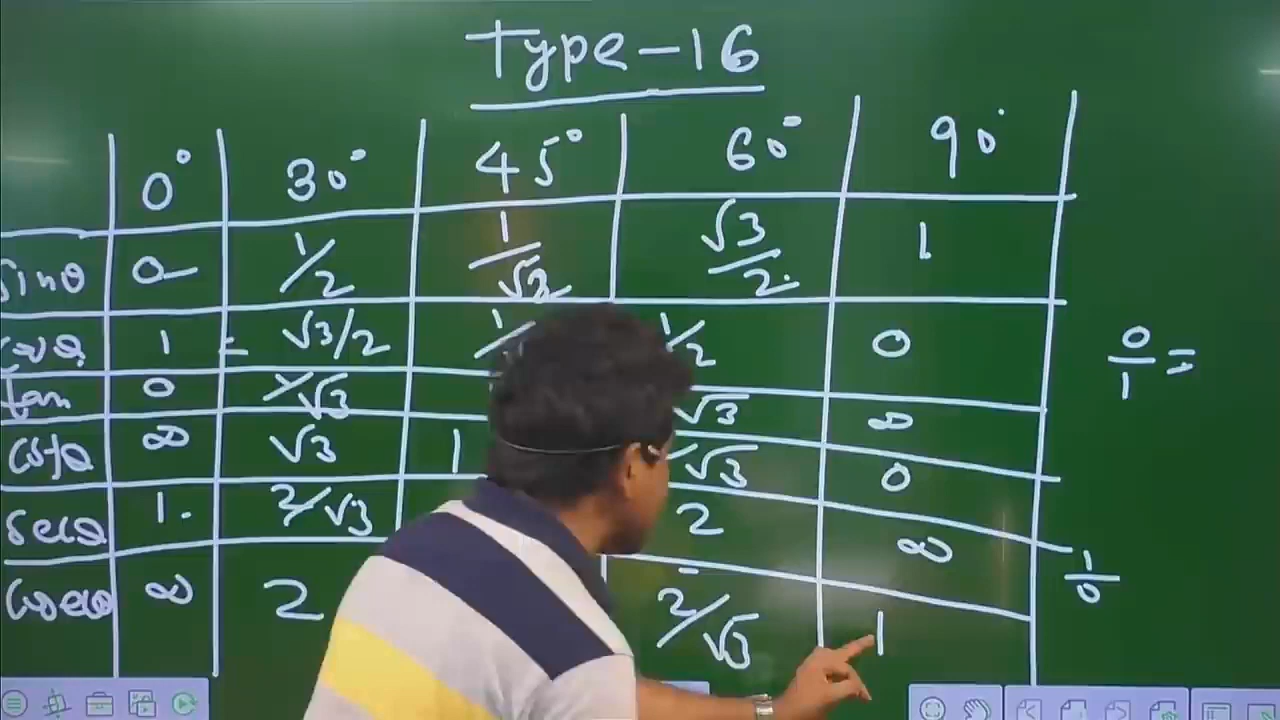 Type-16
0° 30° 45° 60° 90°
sinθ 0 1/2 1/√2 √3/2 1
cosθ 1 √3/2 1/ 1/2 0
tan 0 1/√3 √3 ∞
cotθ ∞ √3 1 1/√3 0
secθ 1 2/√3 2 ∞
cosecθ ∞ 2 2/√3 1
0/1 =
1/0